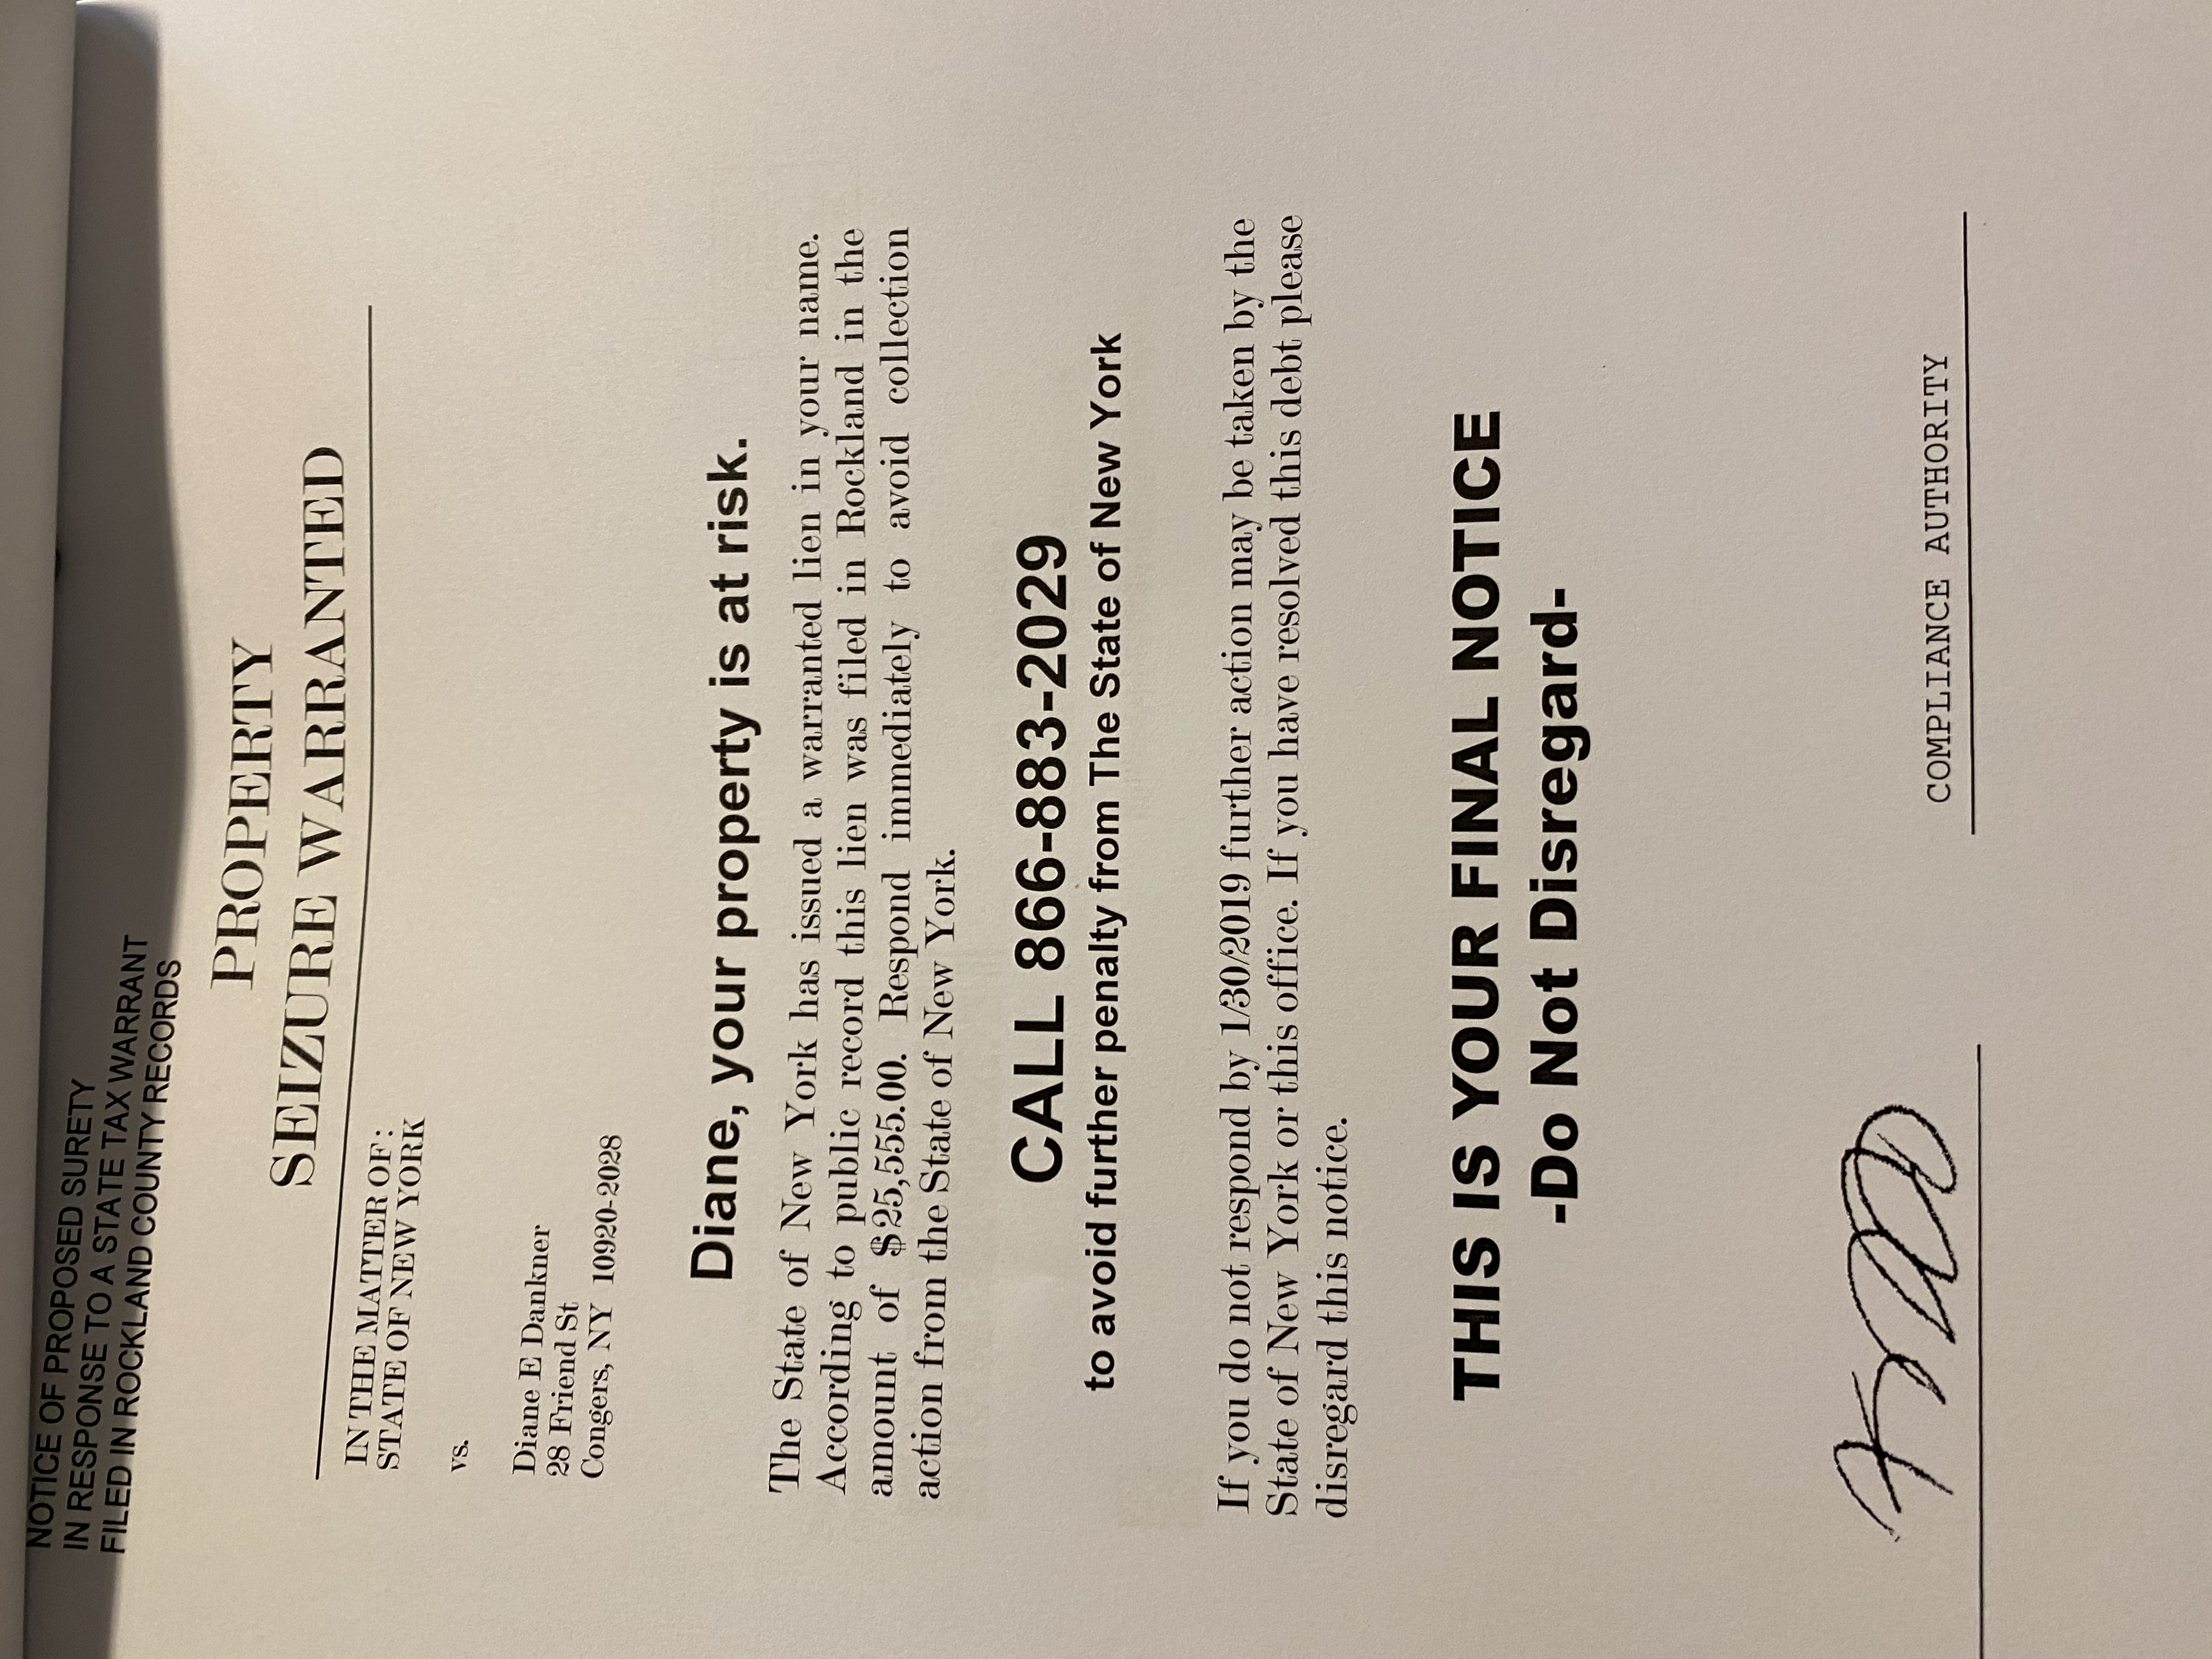 NOTICE OF PROPOSED SURETY
IN RESPONSE TO A STATE TAX WARRANT
FILED IN ROCKLAND COUNTY RECORDS
PROPERTY
SEIZURE WARRANTED
IN THE MATTER OF:
STATE OF NEW YORK
vs.
Diane E Dankner
28 Friend St
Congers, NY 10920-2028
Diane, your property is at risk.
The State of New York has issued a warranted lien in your name.
According to public record this lien was filed in Rockland in the
amount of $25,555.00. Respond immediately to avoid collection
action from the State of New York.
CALL 866-883-2029
to avoid further penalty from The State of New York
If you do not respond by 1/30/2019 further action may be taken by the
State of New York or this office. If you have resolved this debt please
disregard this notice.
THIS IS YOUR FINAL NOTICE
-Do Not Disregard-
COMPLIANCE AUTHORITY